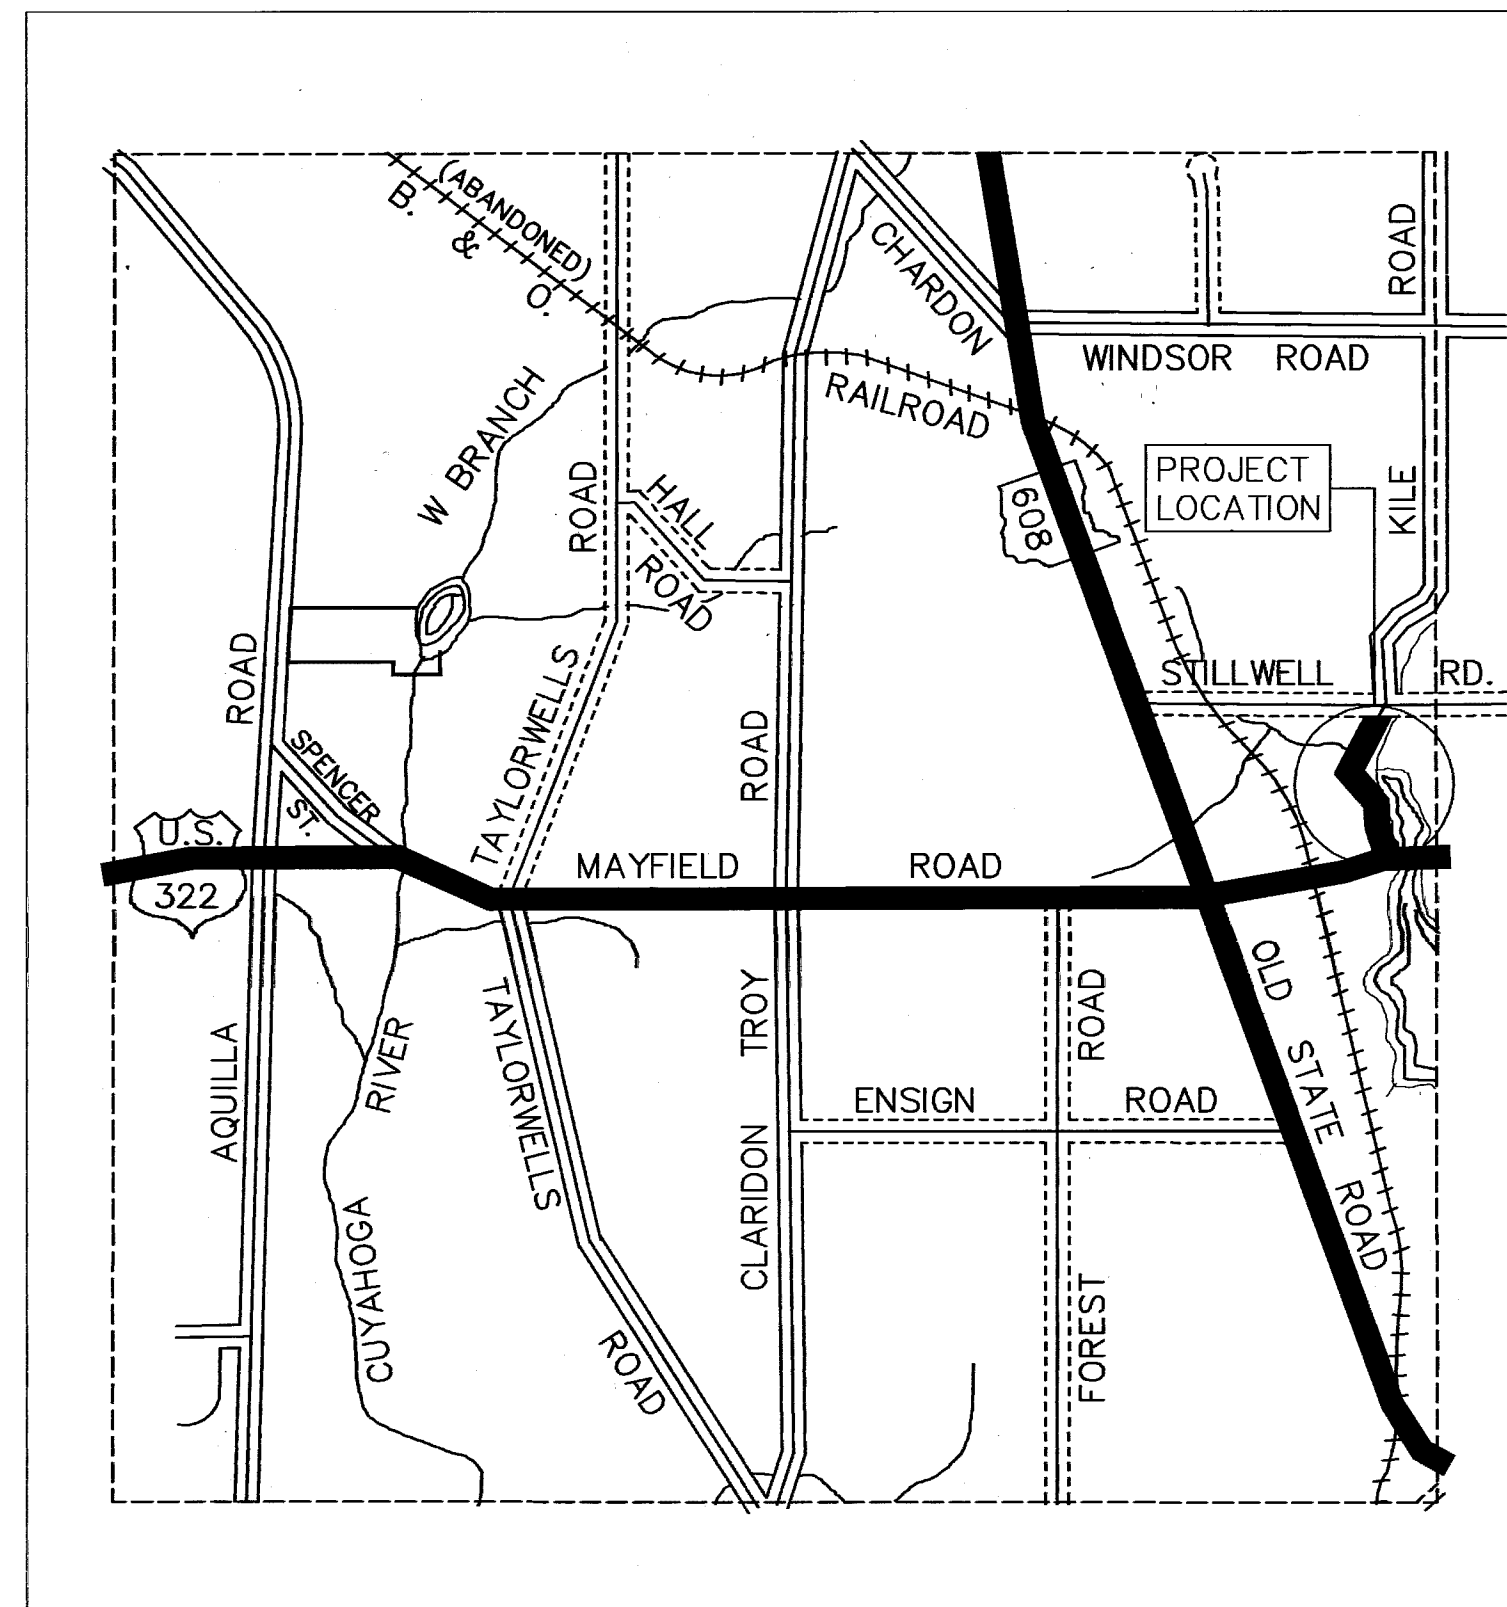 (ABANDONED)
B. & O.
RAILROAD
CHARDON
WINDSOR ROAD
KILE ROAD
W BRANCH
HALL
ROAD
608
PROJECT
LOCATION
STILLWELL RD.
TAYLORWELLS ROAD
SPENCER
ST.
U.S.
322
MAYFIELD ROAD
AQUILLA ROAD
CUYAHOGA RIVER
TAYLORWELLS ROAD
CLARIDON TROY ROAD
ENSIGN ROAD
FOREST ROAD
OLD STATE ROAD